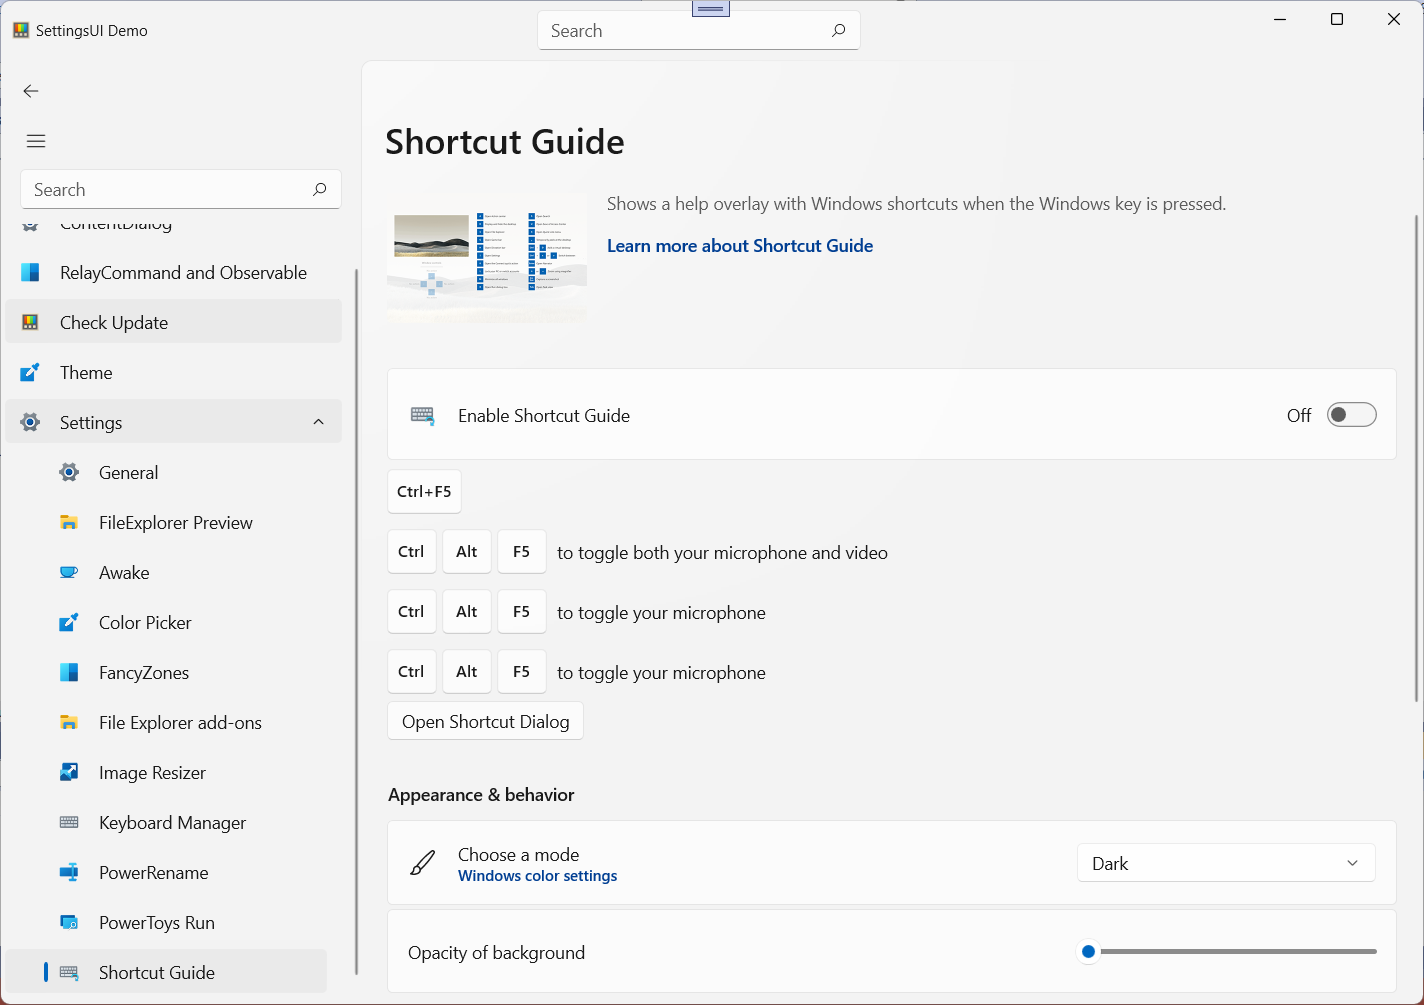 SettingsUI Demo
Search
Search
ContentDialog
RelayCommand and Observable
Check Update
Theme
Settings
General
FileExplorer Preview
Awake
Color Picker
FancyZones
File Explorer add-ons
Image Resizer
Keyboard Manager
PowerRename
PowerToys Run
Shortcut Guide
Shortcut Guide
Shows a help overlay with Windows shortcuts when the Windows key is pressed.
Learn more about Shortcut Guide
Enable Shortcut Guide
Off
Ctrl+F5
Ctrl Alt F5 to toggle both your microphone and video
Ctrl Alt F5 to toggle your microphone
Ctrl Alt F5 to toggle your microphone
Open Shortcut Dialog
Appearance & behavior
Choose a mode
Windows color settings
Dark
Opacity of background